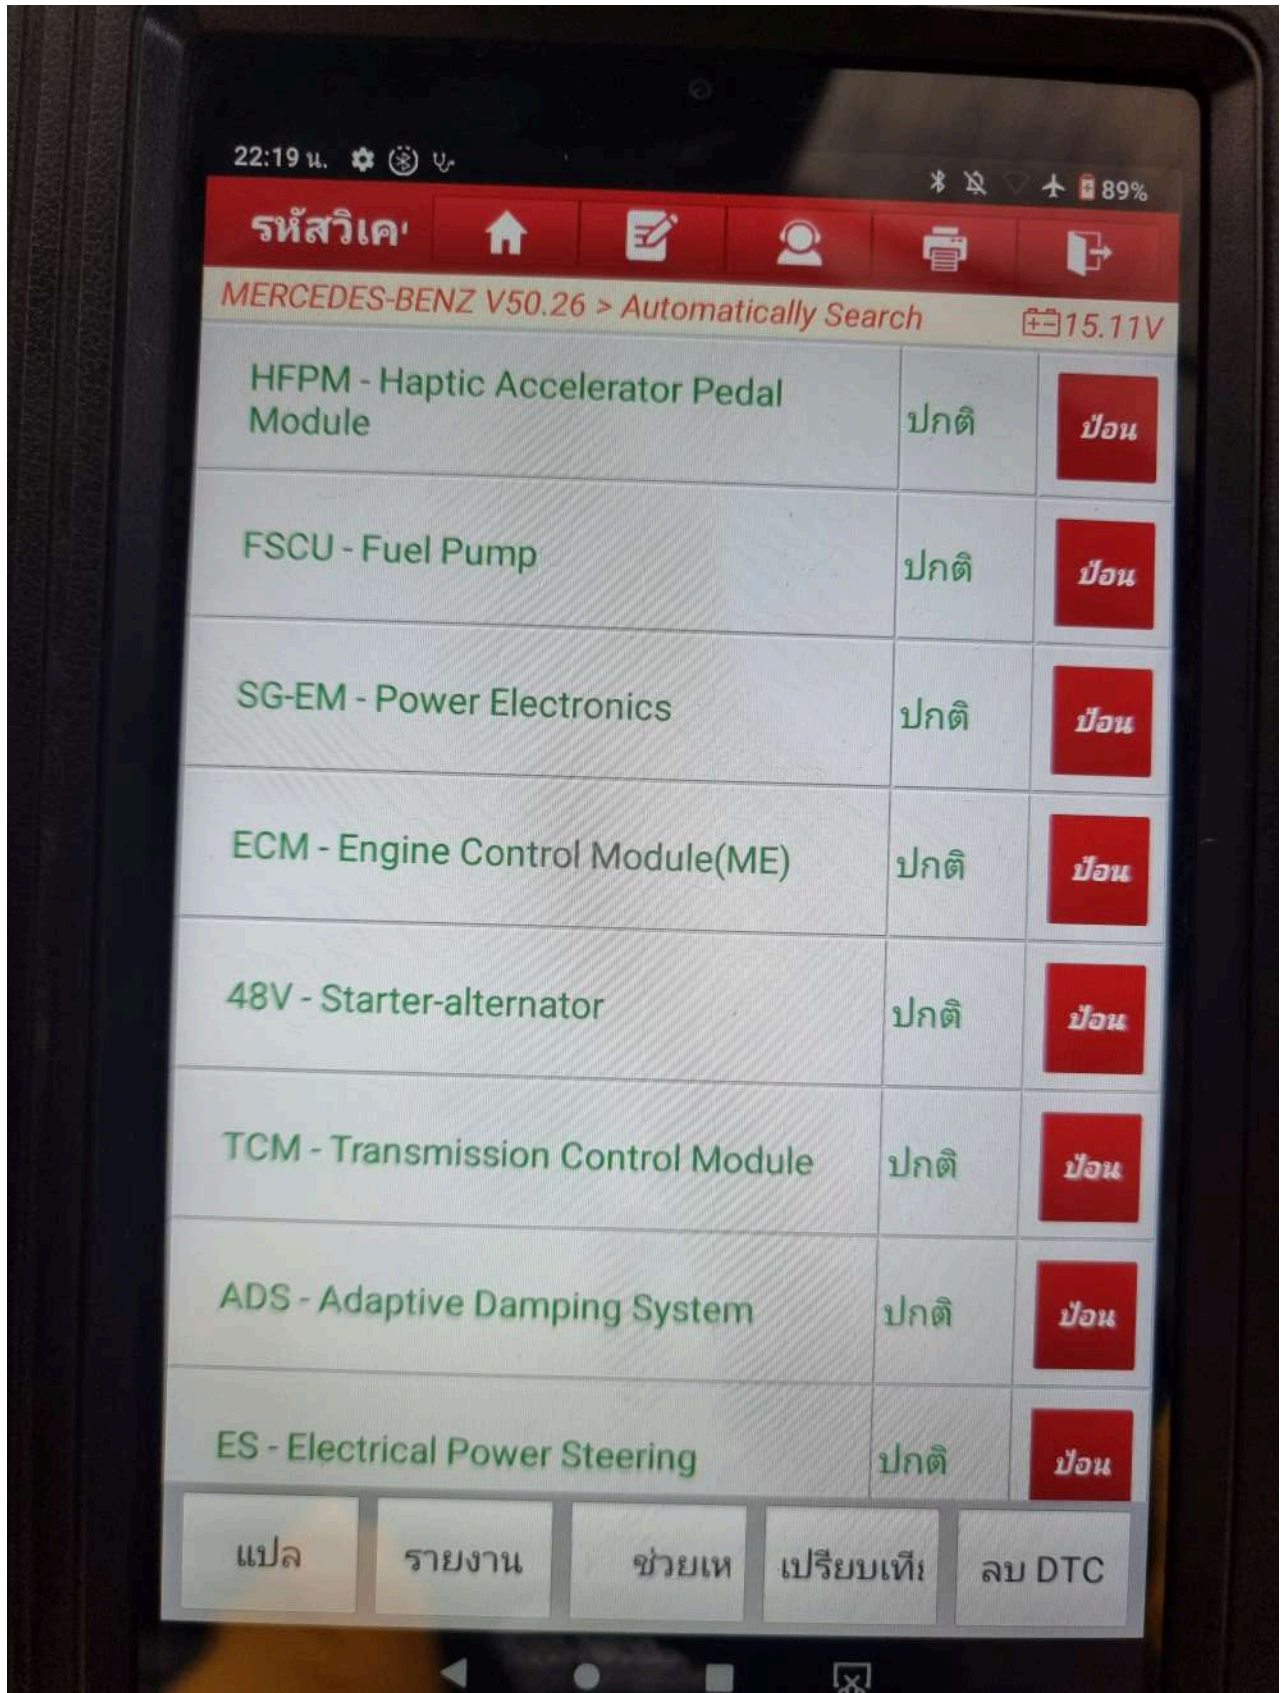 22:19 น.
89%
รหัสวิเค
MERCEDES-BENZ V50.26 > Automatically Search
15.11V
HFPM - Haptic Accelerator Pedal
Module
ปกติ
ป้อน
FSCU - Fuel Pump
ปกติ
ป้อน
SG-EM - Power Electronics
ปกติ
ป้อน
ECM - Engine Control Module(ME)
ปกติ
ป้อน
48V - Starter-alternator
ปกติ
ป้อน
TCM - Transmission Control Module
ปกติ
ป้อน
ADS - Adaptive Damping System
ปกติ
ป้อน
ES - Electrical Power Steering
ปกติ
ป้อน
แปล
รายงาน
ช่วยเห
เปรียบเที
ลบ DTC